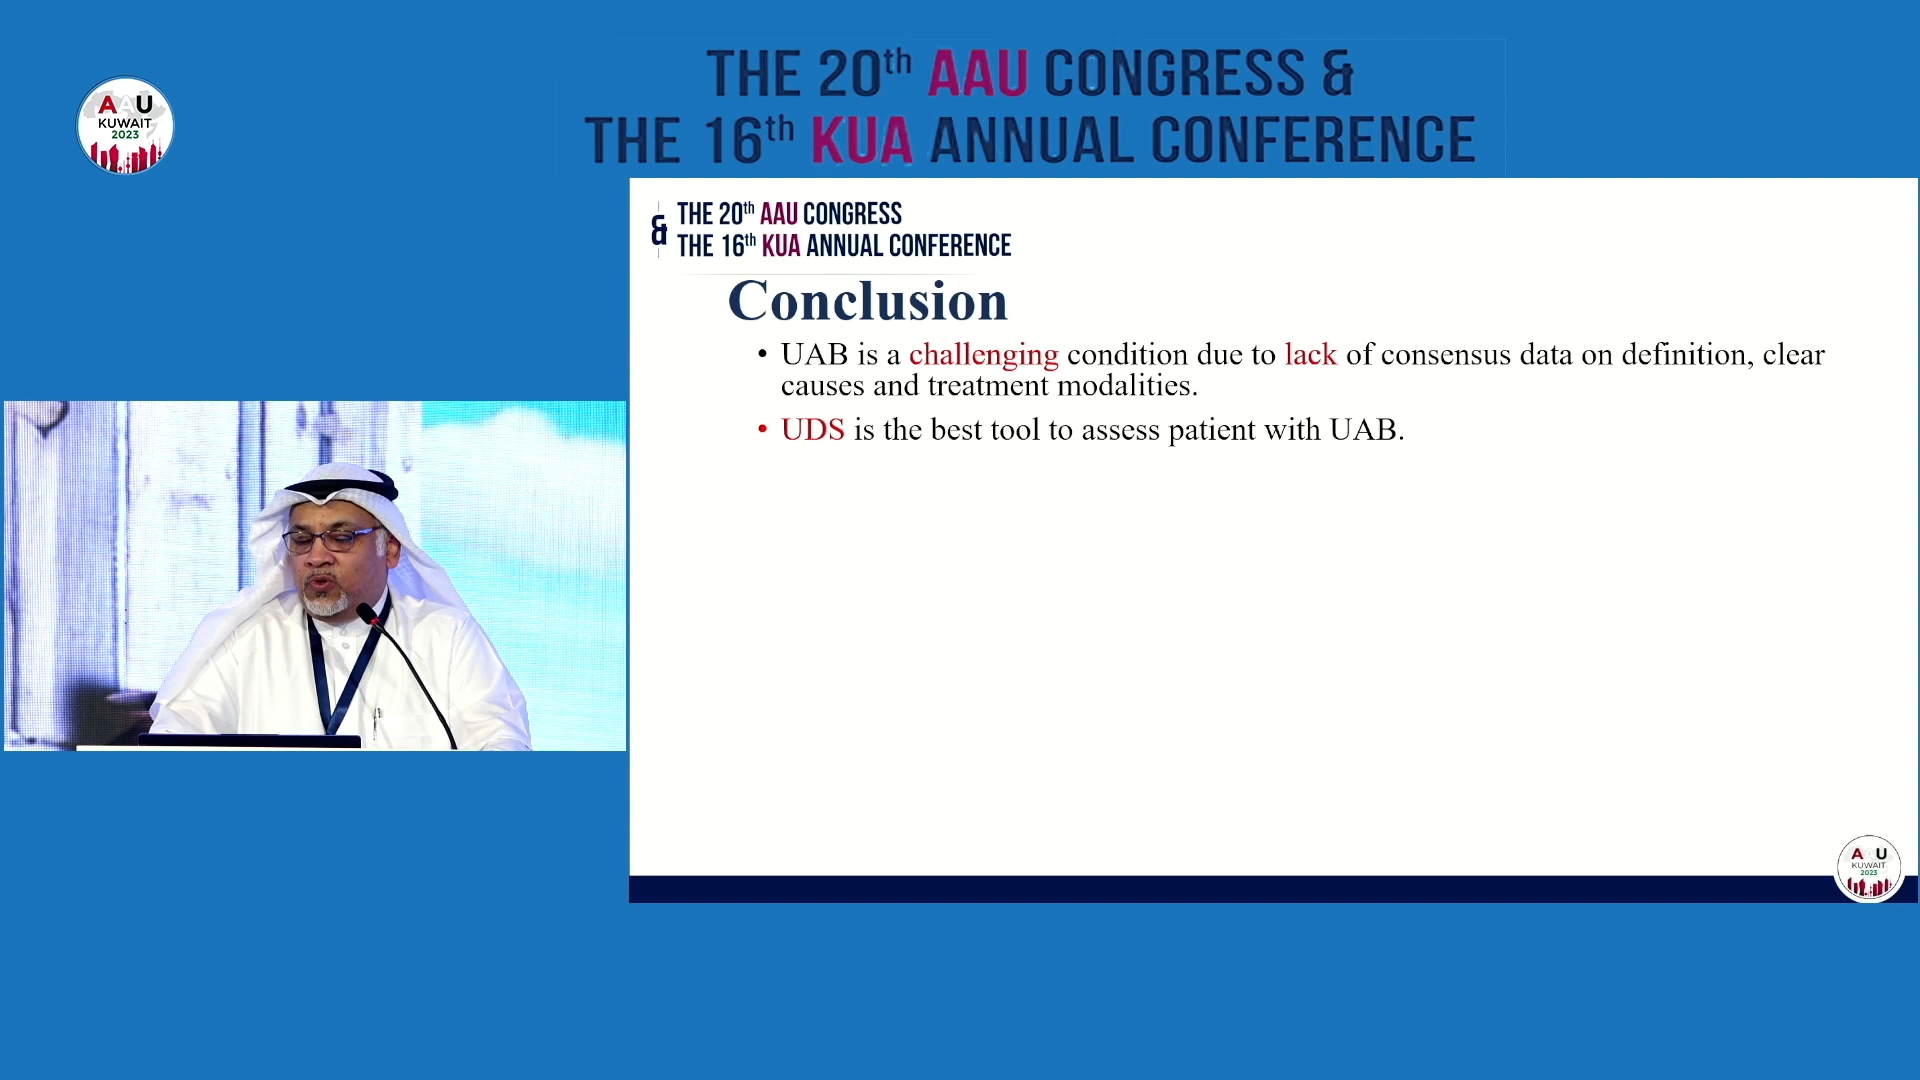 AAU
KUWAIT
2023
THE 20th AAU CONGRESS &
THE 16th KUA ANNUAL CONFERENCE
& THE 20th AAU CONGRESS
THE 16th KUA ANNUAL CONFERENCE
Conclusion
• UAB is a challenging condition due to lack of consensus data on definition, clear
causes and treatment modalities.
• UDS is the best tool to assess patient with UAB.
AAU
KUWAIT
2023